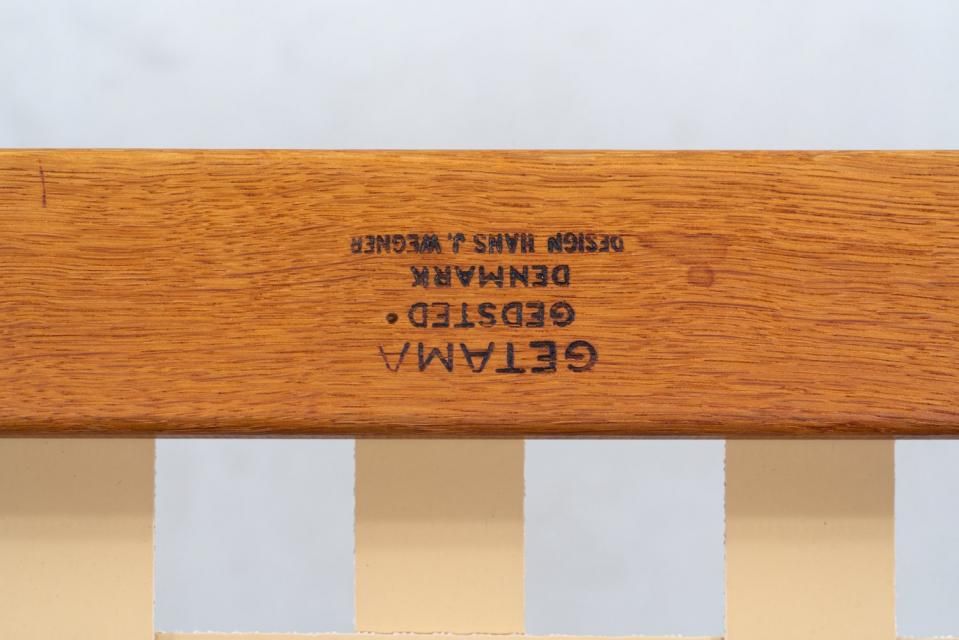 GETAMA
GEDSTED•
DENMARK
DESIGN HANS J. WEGNER